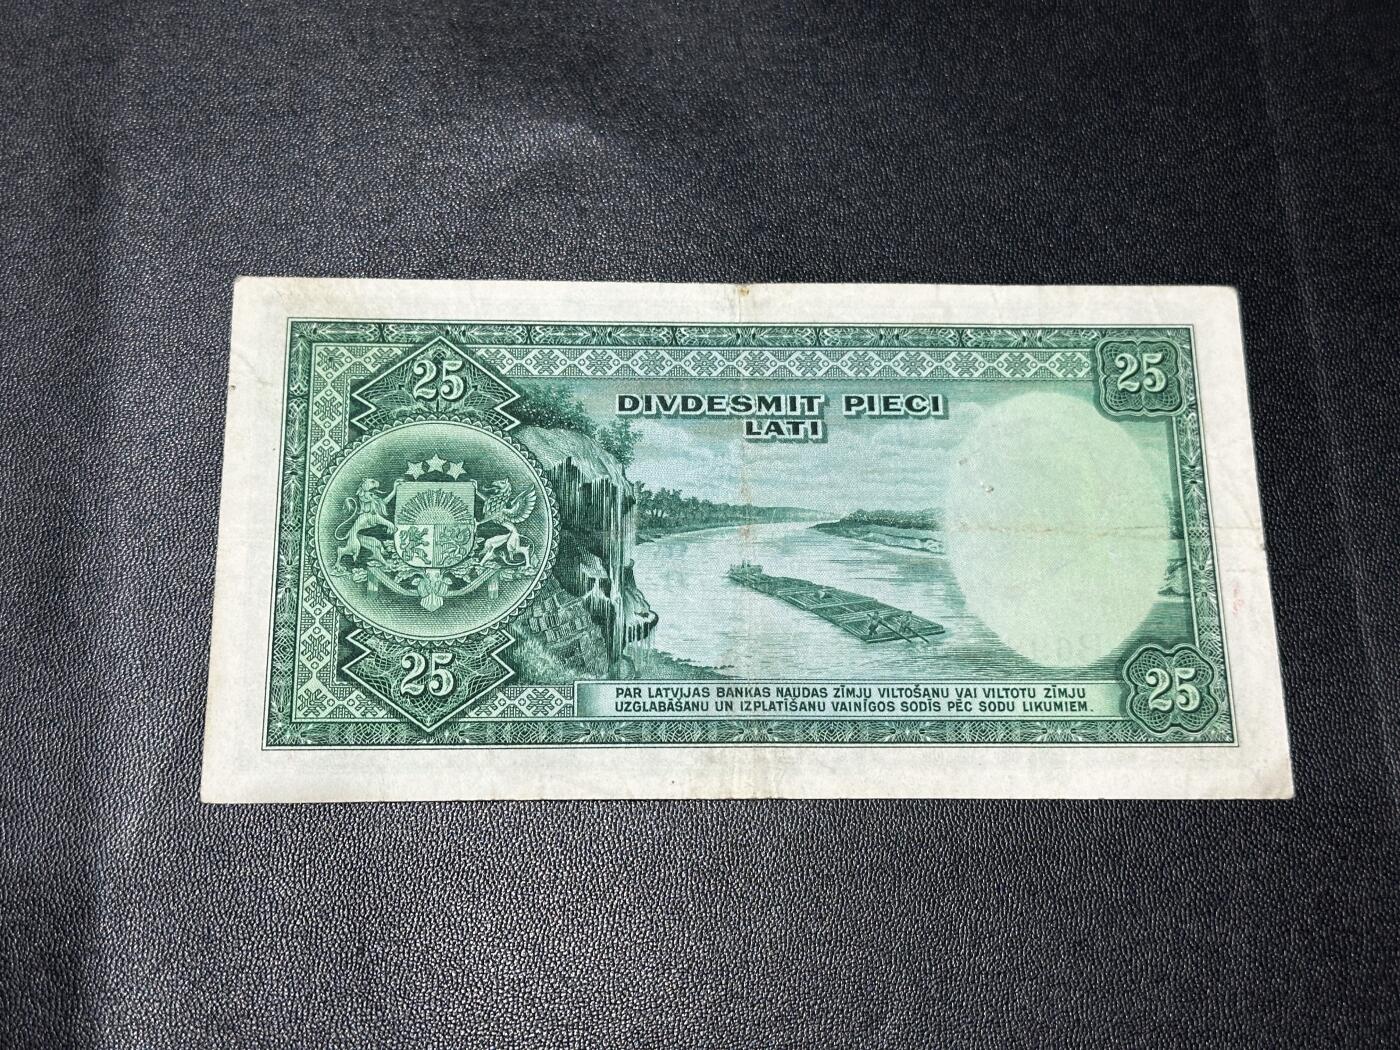 25
25
DIVDESMIT PIECI
LATI
25
PAR LATVIJAS BANKAS NAUDAS ZĪMJU VILTOŠANU VAI VILTOTU ZĪMJU
UZGLABĀŠANU UN IZPLATĪŠANU VAINĪGOS SODĪS PĒC SODU LIKUMIEM.
25